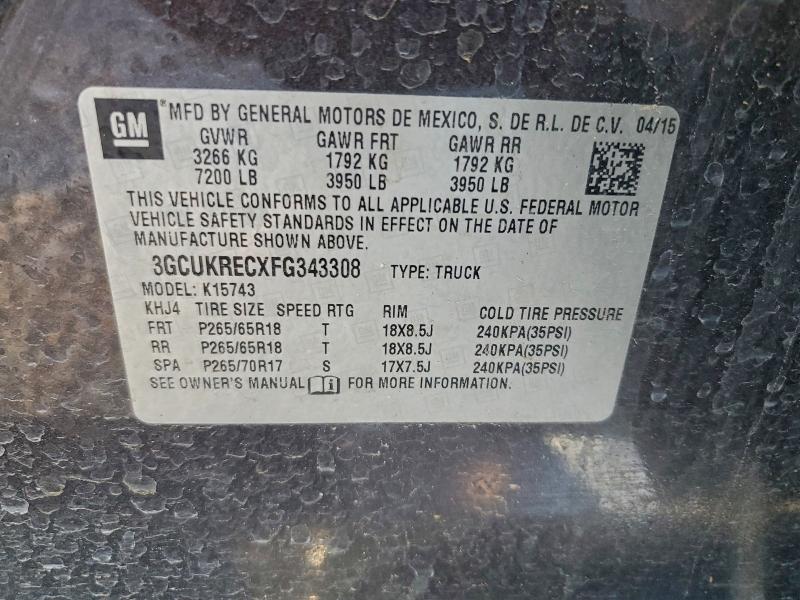 GM ® MFD BY GENERAL MOTORS DE MEXICO, S. DE R.L. DE C.V. 04/15
GVWR GAWR FRT GAWR RR
3266 KG 1792 KG 1792 KG
7200 LB 3950 LB 3950 LB
THIS VEHICLE CONFORMS TO ALL APPLICABLE U.S. FEDERAL MOTOR
VEHICLE SAFETY STANDARDS IN EFFECT ON THE DATE OF
MANUFACTURE SHOWN ABOVE.
3GCUKRECXFG343308 TYPE: TRUCK
MODEL: K15743
KHJ4 TIRE SIZE SPEED RTG RIM COLD TIRE PRESSURE
FRT P265/65R18 T 18X8.5J 240KPA(35PSI)
RR P265/65R18 T 18X8.5J 240KPA(35PSI)
SPA P265/70R17 S 17X7.5J 240KPA(35PSI)
SEE OWNER'S MANUAL FOR MORE INFORMATION.